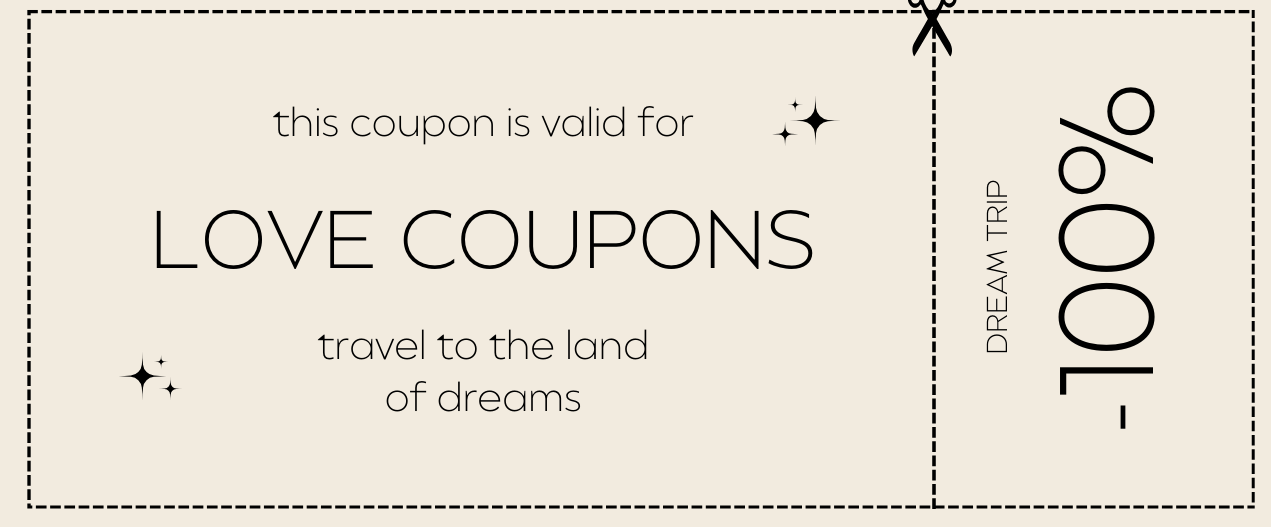 this coupon is valid for
LOVE COUPONS
travel to the land
of dreams
DREAM TRIP
-100%